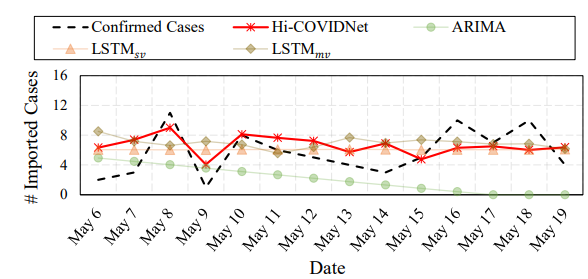 Confirmed Cases Hi-COVIDNet ARIMA
LSTMsv LSTMmv
# Imported Cases
16
12
8
4
0
May 6 May 7 May 8 May 9 May 10 May 11 May 12 May 13 May 14 May 15 May 16 May 17 May 18 May 19
Date